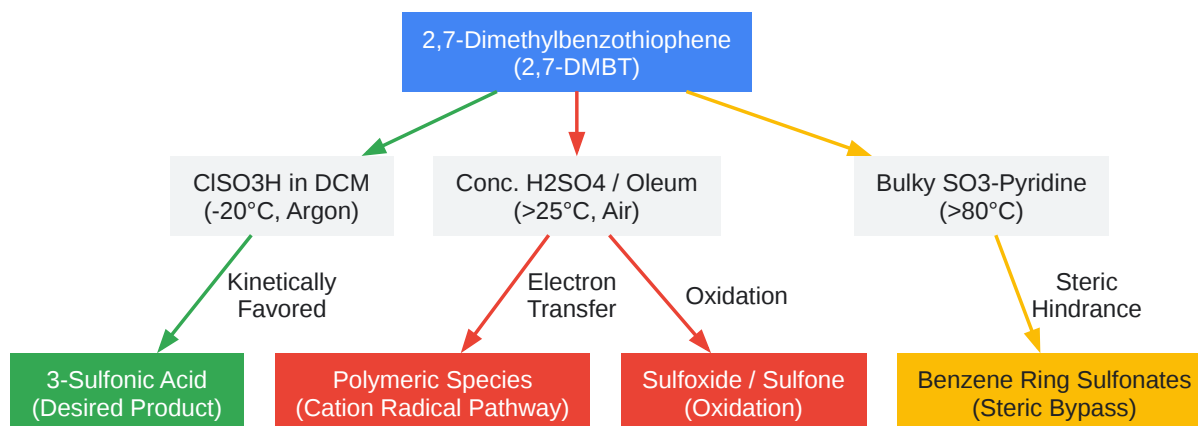 2,7-Dimethylbenzothiophene
(2,7-DMBT)
ClSO3H in DCM
(-20°C, Argon)
Conc. H2SO4 / Oleum
(>25°C, Air)
Bulky SO3-Pyridine
(>80°C)
Kinetically
Favored
Electron
Transfer
Oxidation
Steric
Hindrance
3-Sulfonic Acid
(Desired Product)
Polymeric Species
(Cation Radical Pathway)
Sulfoxide / Sulfone
(Oxidation)
Benzene Ring Sulfonates
(Steric Bypass)